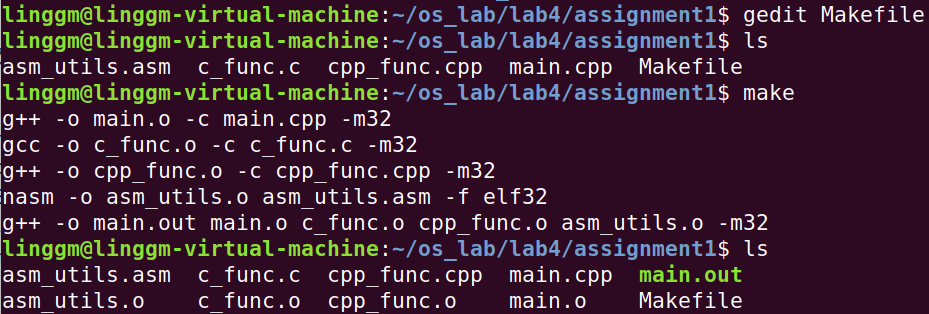 linggm@linggm-virtual-machine:~/os_lab/lab4/assignment1$ gedit Makefile
linggm@linggm-virtual-machine:~/os_lab/lab4/assignment1$ ls
asm_utils.asm  c_func.c  cpp_func.cpp  main.cpp  Makefile
linggm@linggm-virtual-machine:~/os_lab/lab4/assignment1$ make
g++ -o main.o -c main.cpp -m32
gcc -o c_func.o -c c_func.c -m32
g++ -o cpp_func.o -c cpp_func.cpp -m32
nasm -o asm_utils.o asm_utils.asm -f elf32
g++ -o main.out main.o c_func.o cpp_func.o asm_utils.o -m32
linggm@linggm-virtual-machine:~/os_lab/lab4/assignment1$ ls
asm_utils.asm  c_func.c  cpp_func.cpp  main.cpp  main.out
asm_utils.o    c_func.o  cpp_func.o    main.o    Makefile